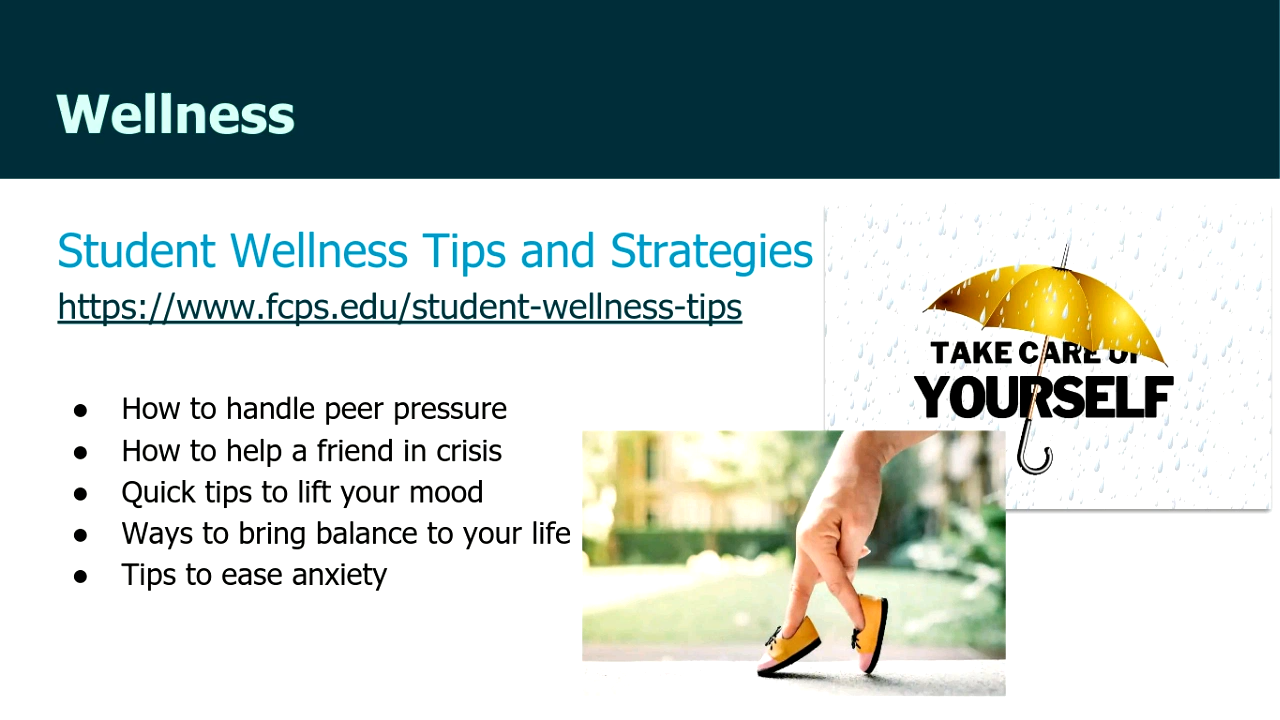 Wellness
Student Wellness Tips and Strategies
https://www.fcps.edu/student-wellness-tips
● How to handle peer pressure
● How to help a friend in crisis
● Quick tips to lift your mood
● Ways to bring balance to your life
● Tips to ease anxiety
TAKE CARE OF
YOURSELF